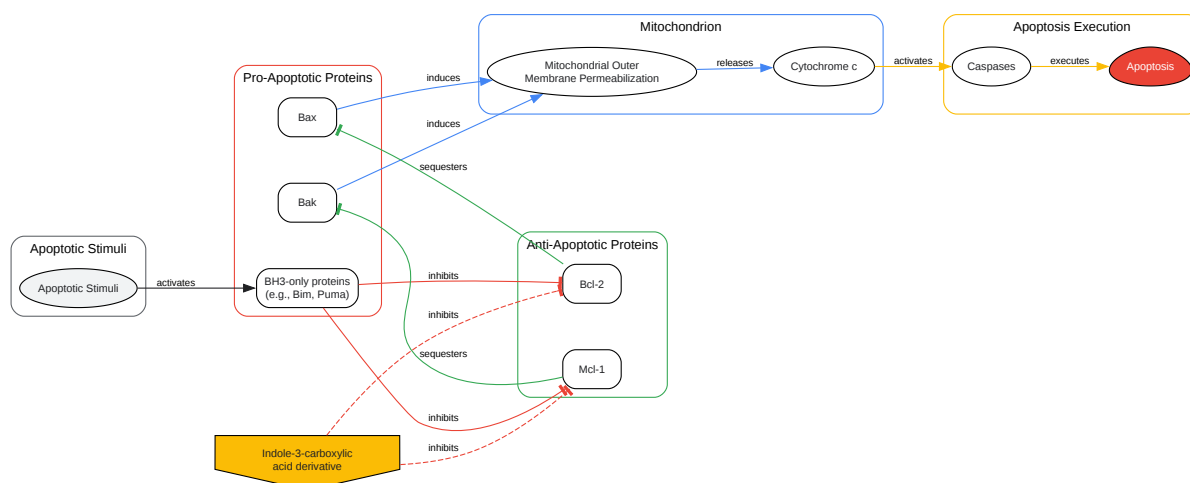 Mitochondrion
Apoptosis Execution
Mitochondrial Outer
Membrane Permeabilization
releases
Cytochrome c
activates
Caspases
executes
Apoptosis
Pro-Apoptotic Proteins
induces
Bax
induces
sequesters
Bak
Apoptotic Stimuli
Anti-Apoptotic Proteins
Apoptotic Stimuli
activates
BH3-only proteins
(e.g., Bim, Puma)
inhibits
Bcl-2
inhibits
sequesters
Mcl-1
inhibits
inhibits
Indole-3-carboxylic
acid derivative